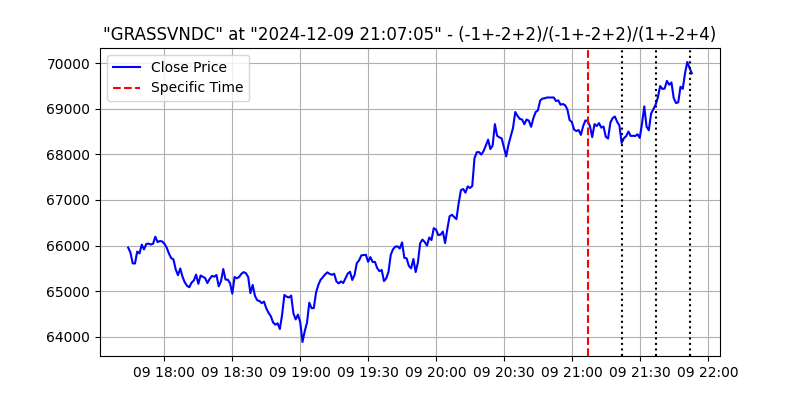 "GRASSVNDC" at "2024-12-09 21:07:05" - (-1+-2+2)/(-1+-2+2)/(1+-2+4)
Close Price
Specific Time
70000
69000
68000
67000
66000
65000
64000
09 18:00 09 18:30 09 19:00 09 19:30 09 20:00 09 20:30 09 21:00 09 21:30 09 22:00